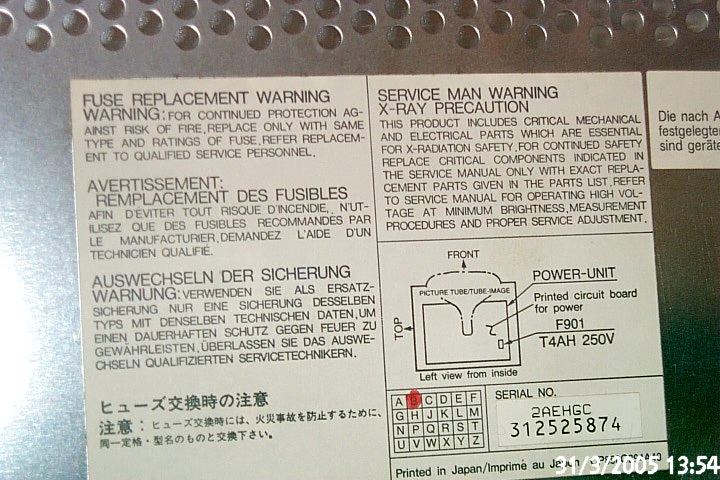 FUSE REPLACEMENT WARNING
WARNING: FOR CONTINUED PROTECTION AG-
AINST RISK OF FIRE, REPLACE ONLY WITH SAME
TYPE AND RATINGS OF FUSE. REFER REPLACEM-
ENT TO QUALIFIED SERVICE PERSONNEL.
AVERTISSEMENT:
REMPLACEMENT DES FUSIBLES
AFIN D'ÉVITER TOUT RISQUE D'INCENDIE, N'UT-
ILISEZ QUE DES FUSIBLES RECOMMANDES PAR
LE MANUFACTURIER. DEMANDEZ L'AIDE D'UN
TECHNICIEN QUALIFIÉ.
AUSWECHSELN DER SICHERUNG
WARNUNG: VERWENDEN SIE ALS ERSATZ-
SICHERUNG NUR EINE SICHERUNG DESSELBEN
TYPS MIT DENSELBEN TECHNISCHEN DATEN, UM
EINEN DAUERHAFTEN SCHUTZ GEGEN FEUER ZU
GEWÄHRLEISTEN. ÜBERLASSEN SIE DAS AUSWE-
CHSELN QUALIFIZIERTEN SERVICETECHNIKERN.
ヒューズ交換時の注意
注意：ヒューズ交換時には、火災事故を防止するために、
同一定格・型名のものと交換下さい。
SERVICE MAN WARNING
X-RAY PRECAUTION
THIS PRODUCT INCLUDES CRITICAL MECHANICAL
AND ELECTRICAL PARTS WHICH ARE ESSENTIAL
FOR X-RADIATION SAFETY. FOR CONTINUED SAFETY
REPLACE CRITICAL COMPONENTS INDICATED IN
THE SERVICE MANUAL ONLY WITH EXACT REPLA-
CEMENT PARTS GIVEN IN THE PARTS LIST. REFER
TO SERVICE MANUAL FOR OPERATING HIGH VOL-
TAGE AT MINIMUM BRIGHTNESS, MEASUREMENT
PROCEDURES AND PROPER SERVICE ADJUSTMENT.
FRONT
PICTURE TUBE/TUBE-IMAGE
TOP
POWER-UNIT
Printed circuit board
for power
F901
T4AH 250V
Left view from inside
A B C D E F
G H J K L M
N P Q R S T
U V W X Y Z
SERIAL NO.
2AEHGC
312525874
Printed in Japan/Imprimé au Japon
Die nach A
festgelegte
sind geräte
31/3/2005 13:54